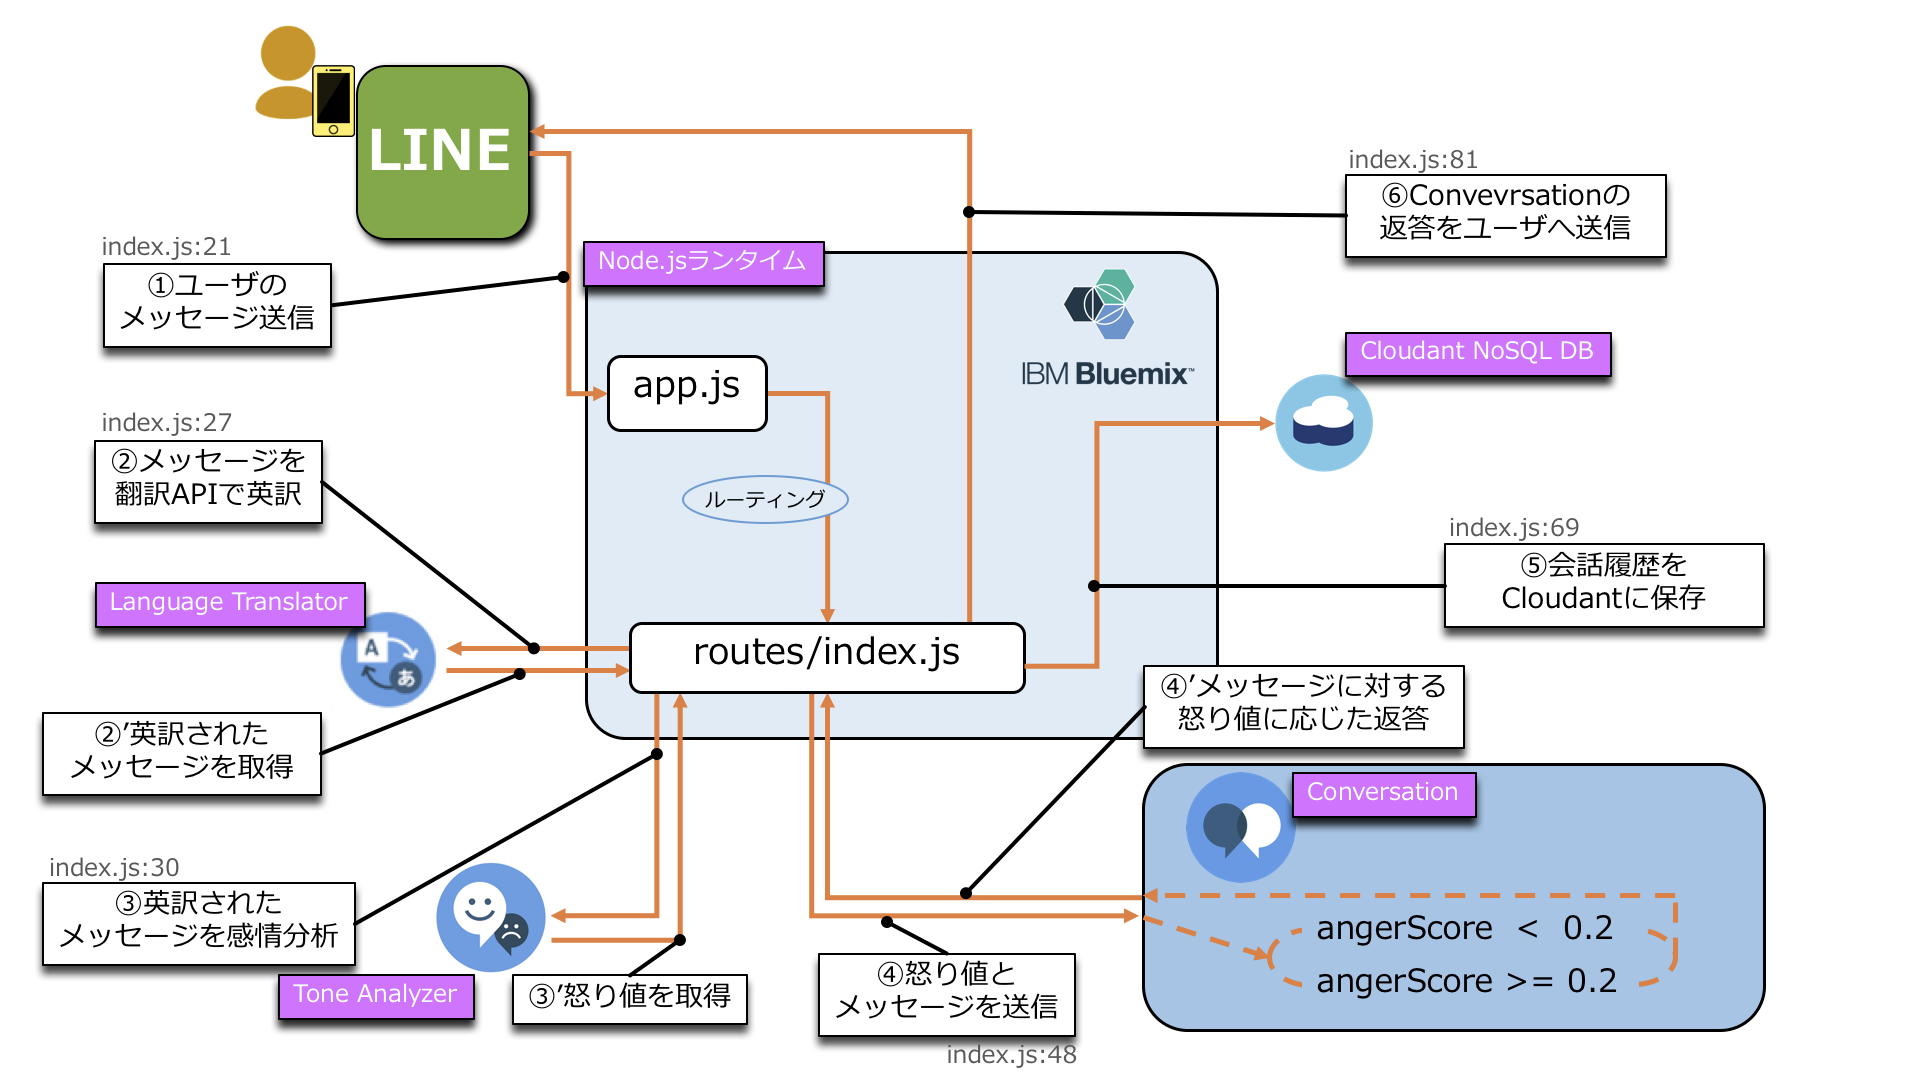 LINE
index.js:81
⑥Convevrsationの
返答をユーザへ送信
index.js:21
①ユーザの
メッセージ送信
Node.jsランタイム
IBM Bluemix™
Cloudant NoSQL DB
app.js
index.js:27
②メッセージを
翻訳APIで英訳
ルーティング
index.js:69
⑤会話履歴を
Cloudantに保存
Language Translator
A
あ
routes/index.js
④’メッセージに対する
怒り値に応じた返答
②’英訳された
メッセージを取得
Conversation
index.js:30
③英訳された
メッセージを感情分析
angerScore < 0.2
angerScore >= 0.2
Tone Analyzer
③’怒り値を取得
④怒り値と
メッセージを送信
index.js:48